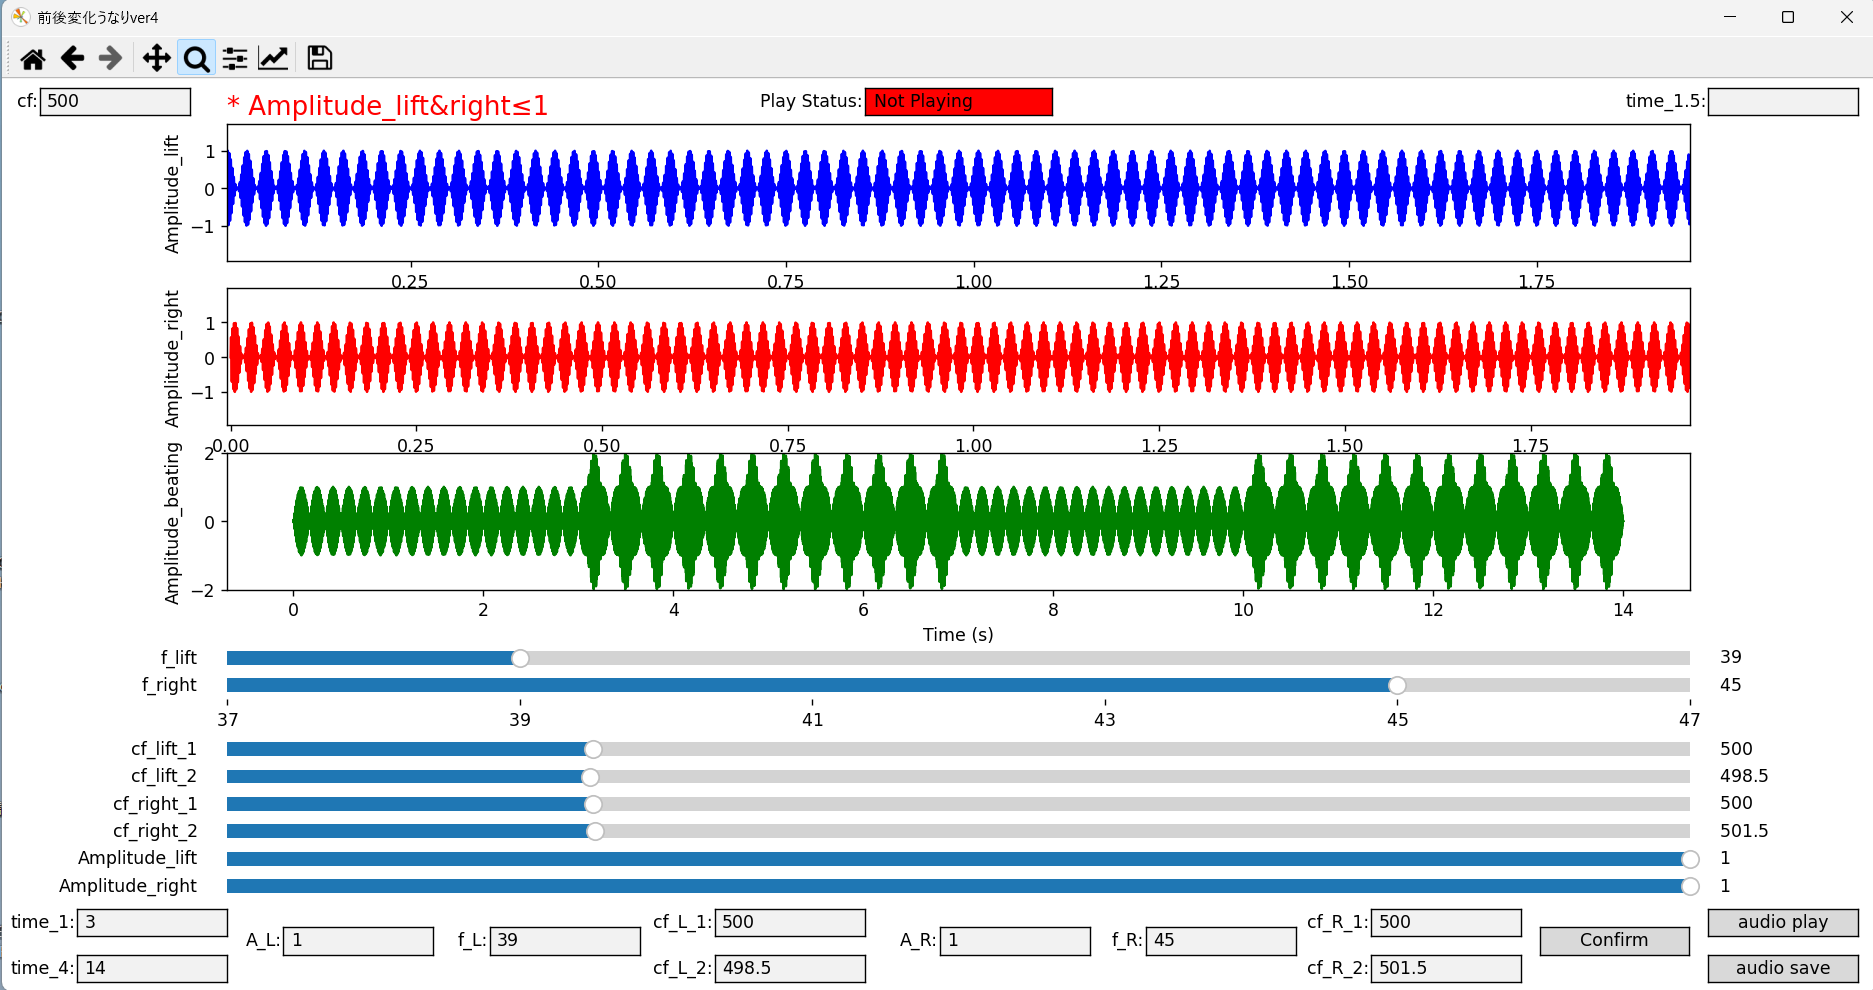 前後変化うなりver4
cf: 500
* Amplitude_lift&right≤1
Play Status: Not Playing
time_1.5:
Amplitude_lift
1
0
−1
0.25 0.50 0.75 1.00 1.25 1.50 1.75
Amplitude_right
1
0
−1
0.00 0.25 0.50 0.75 1.00 1.25 1.50 1.75
Amplitude_beating
2
0
−2
0 2 4 6 8 10 12 14
Time (s)
f_lift 39
f_right 45
37 39 41 43 45 47
cf_lift_1 500
cf_lift_2 498.5
cf_right_1 500
cf_right_2 501.5
Amplitude_lift 1
Amplitude_right 1
time_1: 3
A_L: 1
f_L: 39
cf_L_1: 500
A_R: 1
f_R: 45
cf_R_1: 500
Confirm
audio play
time_4: 14
cf_L_2: 498.5
cf_R_2: 501.5
audio save